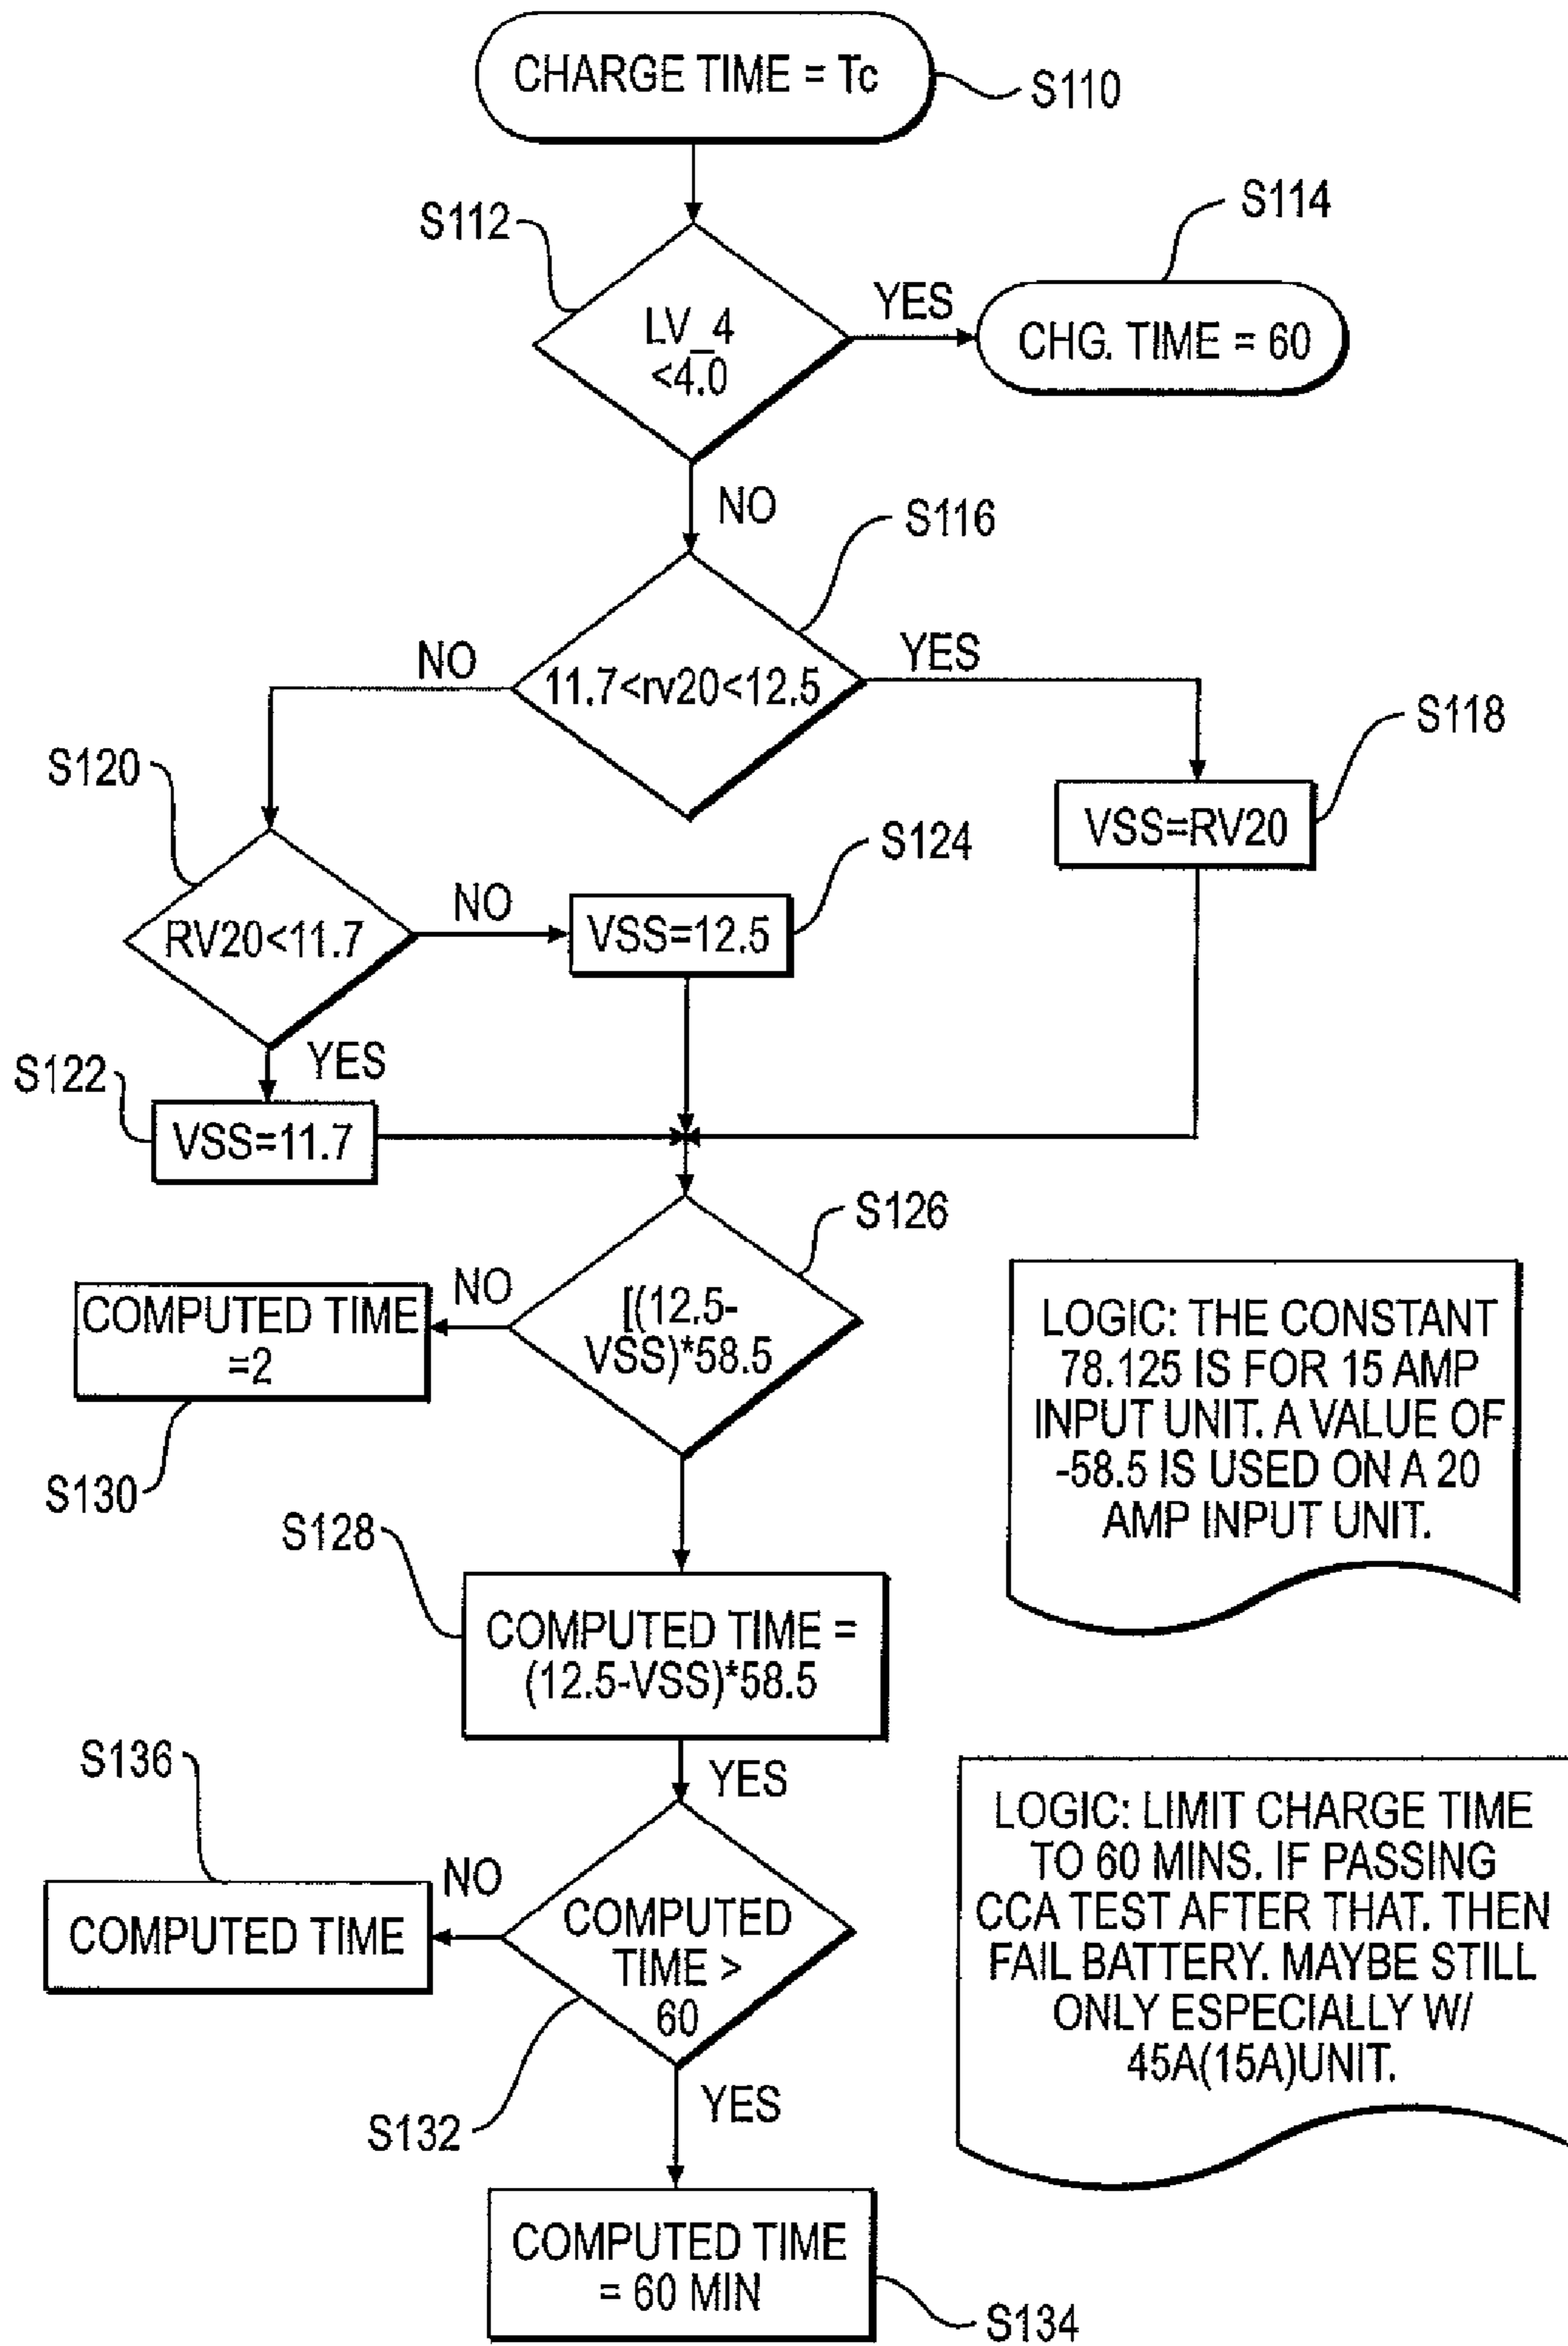 CHARGE TIME = Tc
S110
S112
LV_4
<4.0
YES
S114
CHG. TIME = 60
NO
S116
11.7<rv20<12.5
NO
YES
S118
VSS=RV20
S120
RV20<11.7
NO
S124
VSS=12.5
YES
S122
VSS=11.7
S126
[(12.5-
VSS)*58.5
NO
COMPUTED TIME
=2
S130
LOGIC: THE CONSTANT
78.125 IS FOR 15 AMP
INPUT UNIT. A VALUE OF
-58.5 IS USED ON A 20
AMP INPUT UNIT.
S128
COMPUTED TIME =
(12.5-VSS)*58.5
YES
S136
NO
COMPUTED TIME
COMPUTED
TIME >
60
S132
YES
LOGIC: LIMIT CHARGE TIME
TO 60 MINS. IF PASSING
CCA TEST AFTER THAT. THEN
FAIL BATTERY. MAYBE STILL
ONLY ESPECIALLY W/
45A(15A)UNIT.
COMPUTED TIME
= 60 MIN
S134